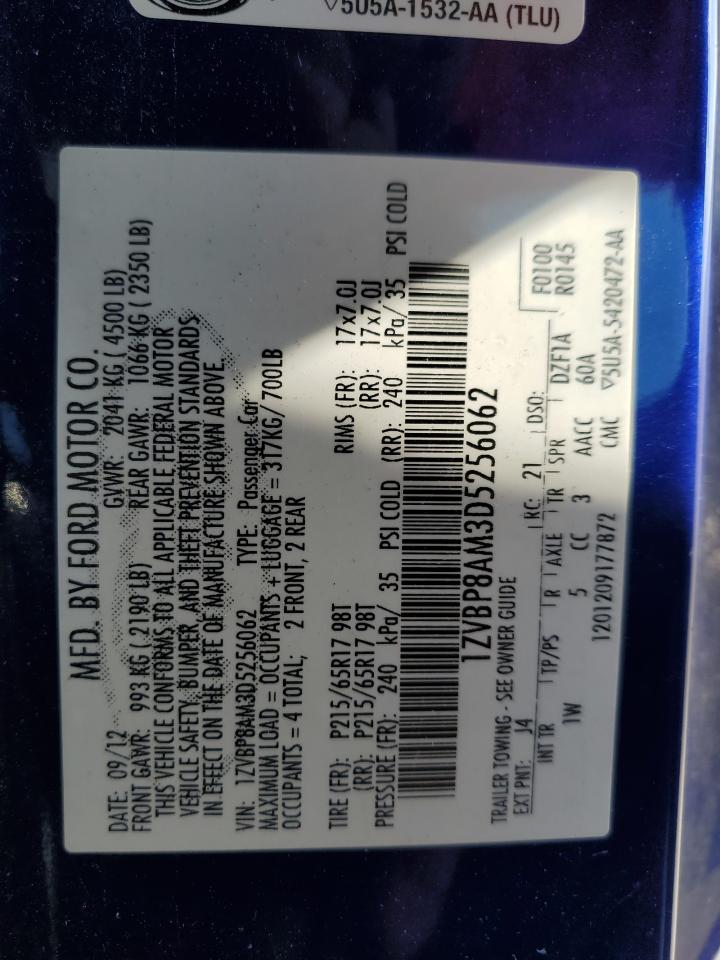 ▽5U5A-1532-AA (TLU)
MFD. BY FORD MOTOR CO.
DATE: 09/12 GVWR: 2041 KG ( 4500 LB)
FRONT GAWR: 993 KG ( 2190 LB) REAR GAWR: 1066 KG ( 2350 LB)
THIS VEHICLE CONFORMS TO ALL APPLICABLE FEDERAL MOTOR
VEHICLE SAFETY, BUMPER, AND THEFT PREVENTION STANDARDS
IN EFFECT ON THE DATE OF MANUFACTURE SHOWN ABOVE.
VIN: 1ZVBP8AM3D5256062 TYPE: Passenger Car
MAXIMUM LOAD = OCCUPANTS + LUGGAGE = 317KG/ 700LB
OCCUPANTS = 4 TOTAL; 2 FRONT, 2 REAR
TIRE (FR): P215/65R17 98T RIMS (FR): 17x7.0J
(RR): P215/65R17 98T (RR): 17x7.0J
PRESSURE (FR): 240 kPa/ 35 PSI COLD (RR): 240 kPa/ 35 PSI COLD
1ZVBP8AM3D5256062
TRAILER TOWING - SEE OWNER GUIDE
EXT PNT: J4 RC: 21 DSO: F0100
R0145
INT TR TP/PS R AXLE TR SPR DZF1A
1W 5 CC 3 AACC 60A
1201209177872 CMC ▽5U5A-5420472-AA